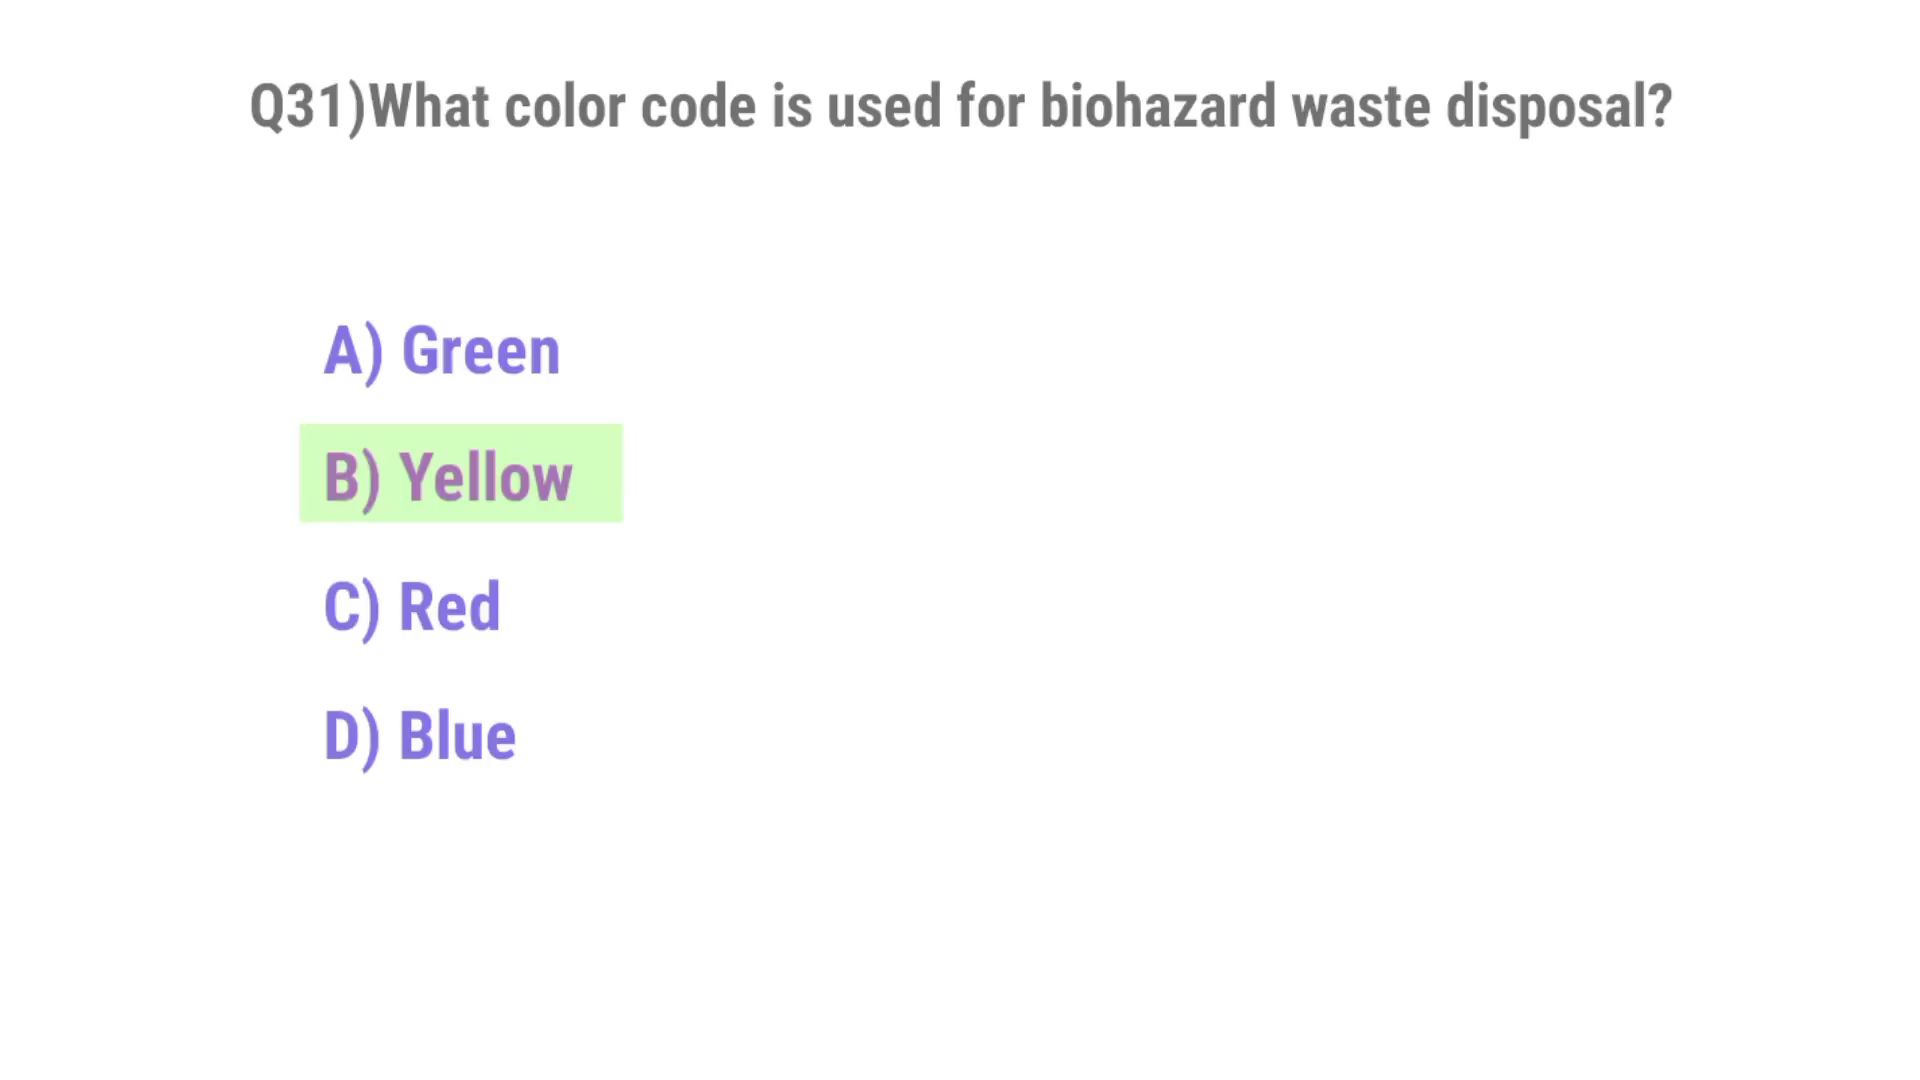 Q31)What color code is used for biohazard waste disposal?
A) Green
B) Yellow
C) Red
D) Blue